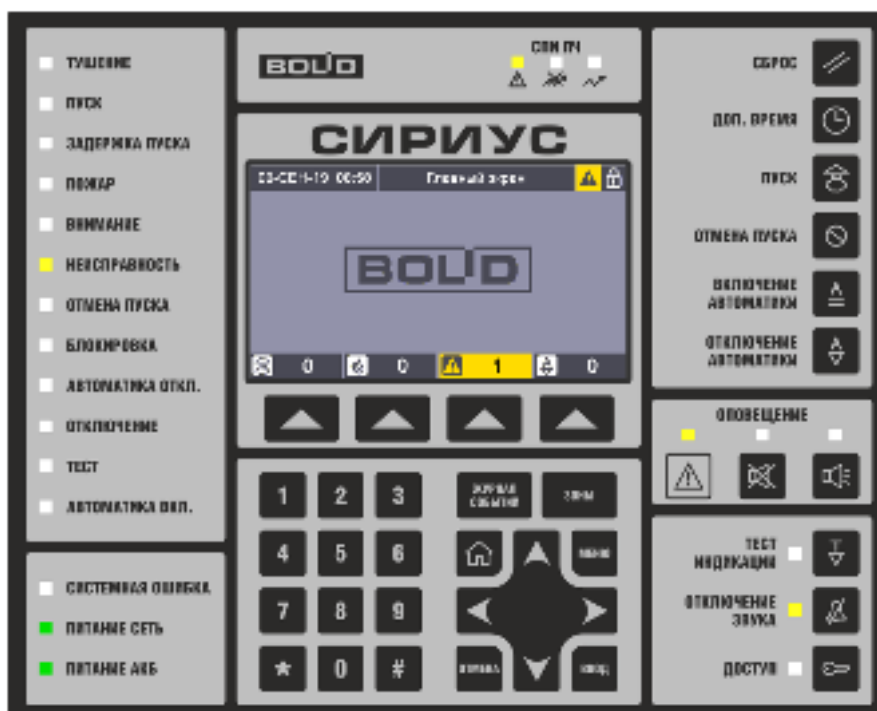 ТУШЕНИЕ
ПУСК
ЗАДЕРЖКА ПУСКА
ПОЖАР
ВНИМАНИЕ
НЕИСПРАВНОСТЬ
ОТМЕНА ПУСКА
БЛОКИРОВКА
АВТОМАТИКА ОТКЛ.
ОТКЛЮЧЕНИЕ
ТЕСТ
АВТОМАТИКА ВКЛ.
СИСТЕМНАЯ ОШИБКА
ПИТАНИЕ СЕТЬ
ПИТАНИЕ АКБ
BOLID
СПИ ПЧ
СИРИУС
Главный экран
BOLID
0 0 1 0
1 2 3
4 5 6
7 8 9
* 0 #
ЖУРНАЛ
СОБЫТИЙ
ЗОНЫ
МЕНЮ
ОТМЕНА
ВВОД
СБРОС
ДОП. ВРЕМЯ
ПУСК
ОТМЕНА ПУСКА
ВКЛЮЧЕНИЕ
АВТОМАТИКИ
ОТКЛЮЧЕНИЕ
АВТОМАТИКИ
ОПОВЕЩЕНИЕ
ТЕСТ
ИНДИКАЦИИ
ОТКЛЮЧЕНИЕ
ЗВУКА
ДОСТУП